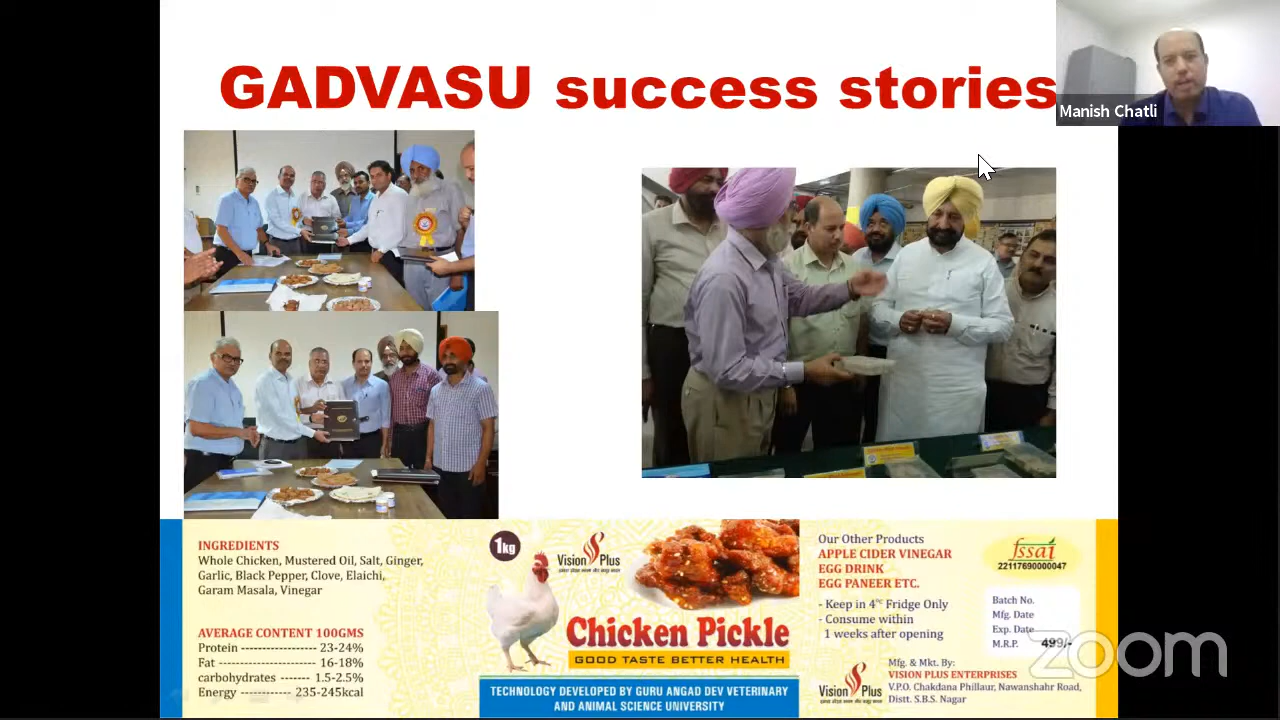 GADVASU success stories
Manish Chatli
INGREDIENTS
Whole Chicken, Mustered Oil, Salt, Ginger,
Garlic, Black Pepper, Clove, Elaichi,
Garam Masala, Vinegar
AVERAGE CONTENT 100GMS
Protein ----------------- 23-24%
Fat ---------------------- 16-18%
carbohydrates ------- 1.5-2.5%
Energy ------------ 235-245kcal
1kg
Vision Plus
Chicken Pickle
GOOD TASTE BETTER HEALTH
TECHNOLOGY DEVELOPED BY GURU ANGAD DEV VETERINARY
AND ANIMAL SCIENCE UNIVERSITY
Our Other Products
APPLE CIDER VINEGAR
EGG DRINK
EGG PANEER ETC.
- Keep in 4°C Fridge Only
- Consume within
1 weeks after opening
fssai
22117690000047
Batch No.
Mfg. Date
Exp. Date
M.R.P. 499/-
Vision Plus
Mfg. & Mkt. By:
VISION PLUS ENTERPRISES
V.P.O. Chakdana Phillaur, Nawanshahr Road,
Distt. S.B.S. Nagar
zoom